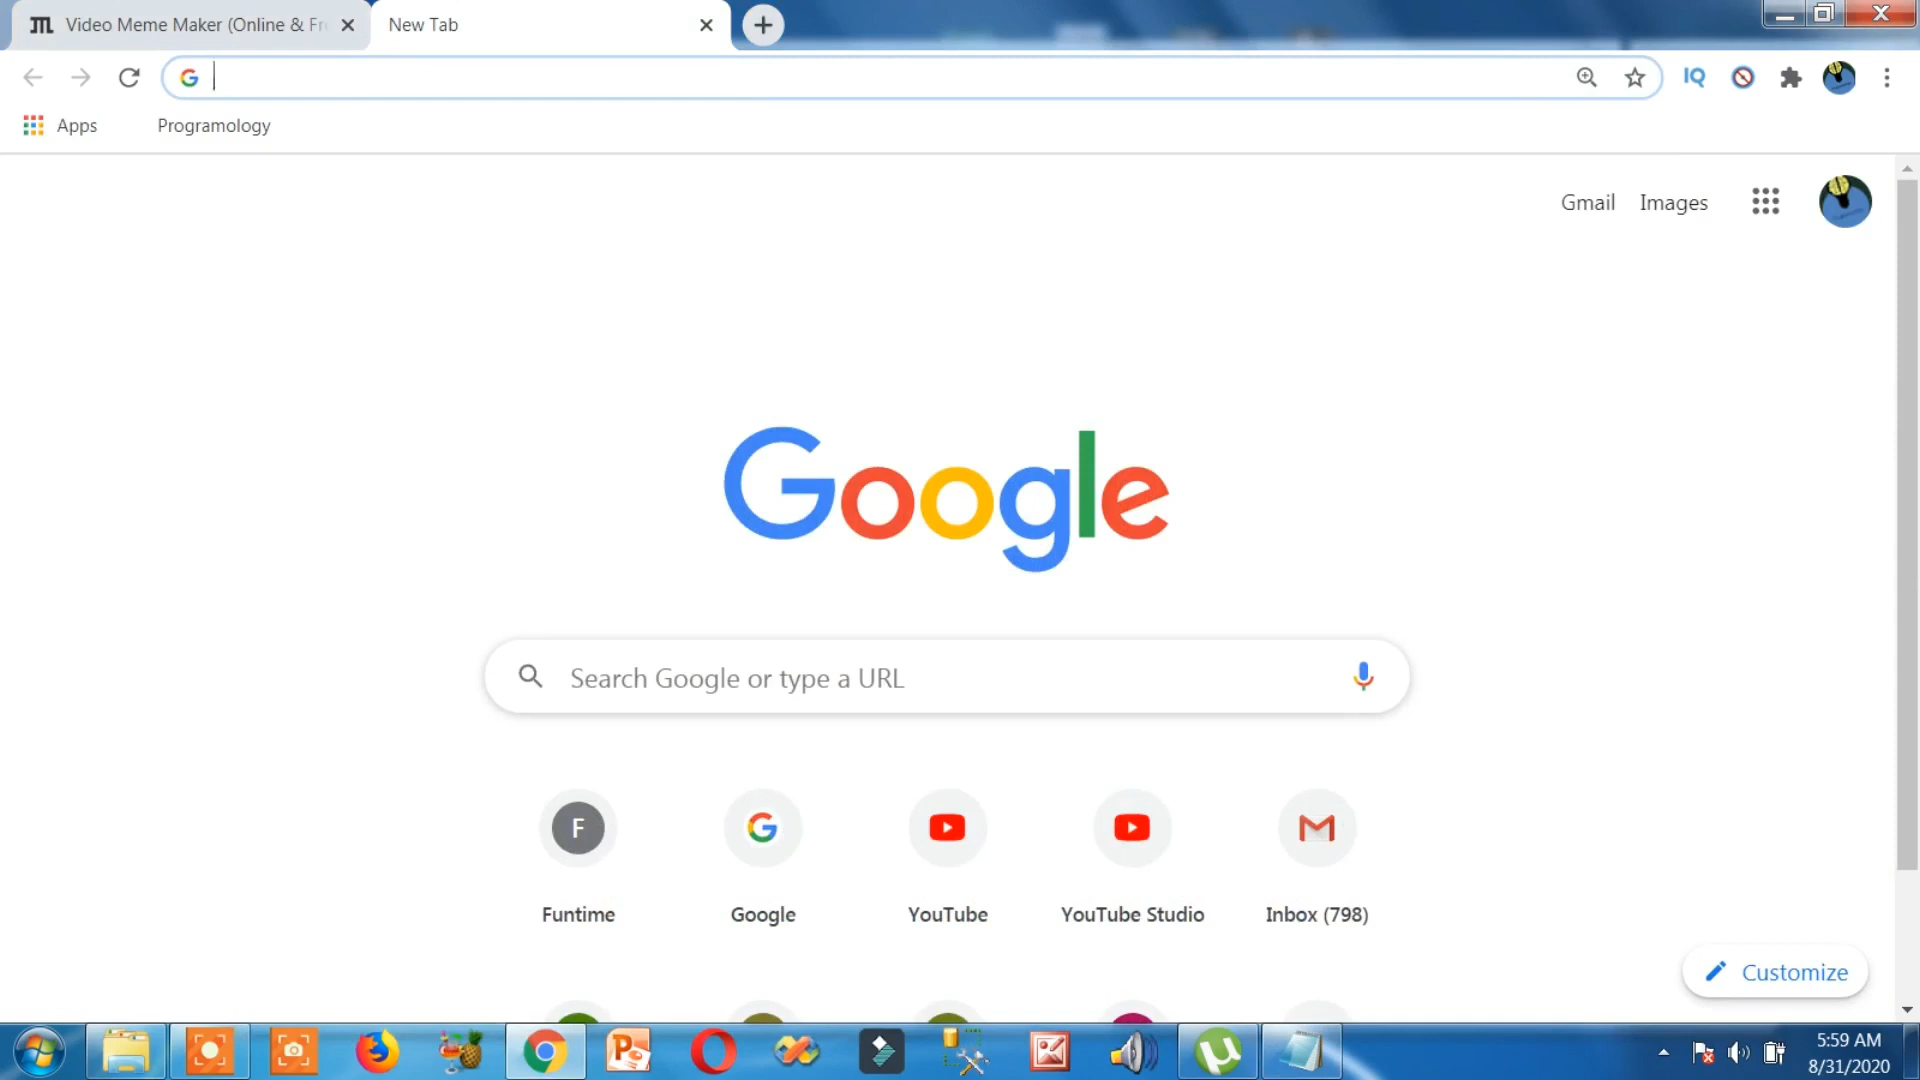 Video Meme Maker (Online & Fr
New Tab
Apps
Programology
Gmail
Images
Google
Search Google or type a URL
F
Funtime
Google
YouTube
YouTube Studio
Inbox (798)
Customize
5:59 AM
8/31/2020